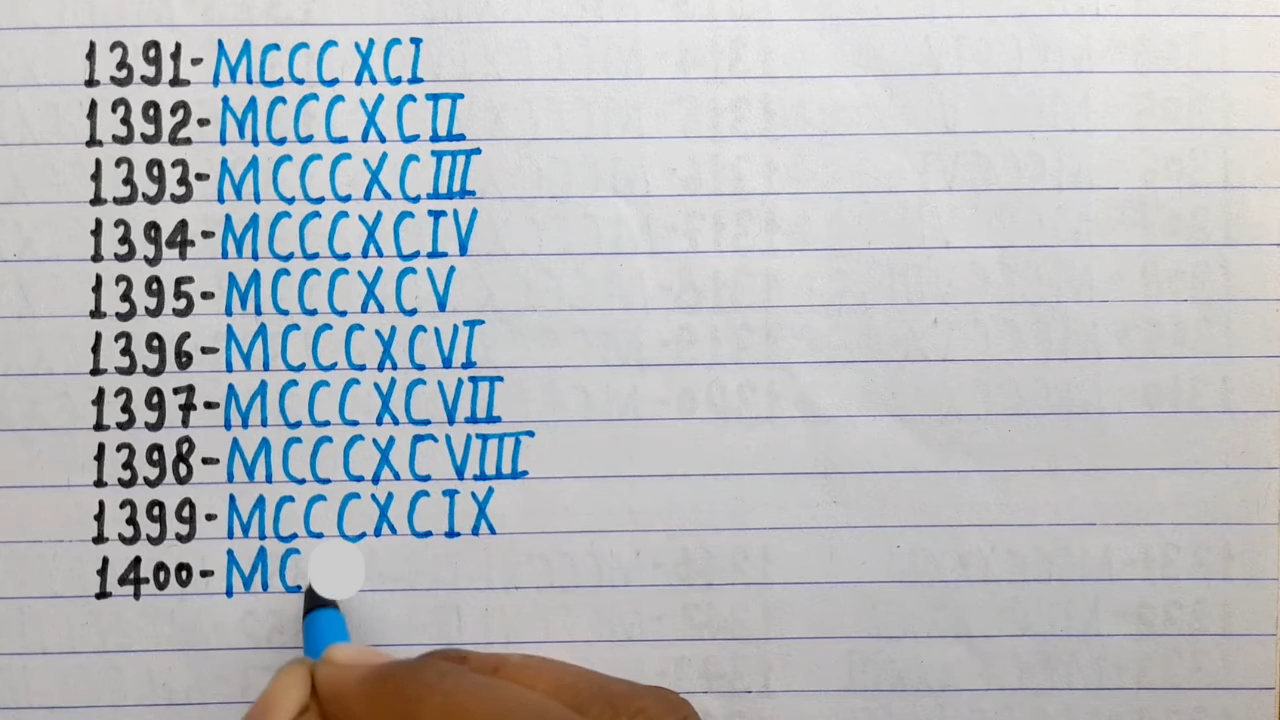 1391-MCCCXCI
1392-MCCCXCII
1393-MCCCXCIII
1394-MCCCXCIV
1395-MCCCXCV
1396-MCCCXCVI
1397-MCCCXCVII
1398-MCCCXCVIII
1399-MCCCXCIX
1400-MC